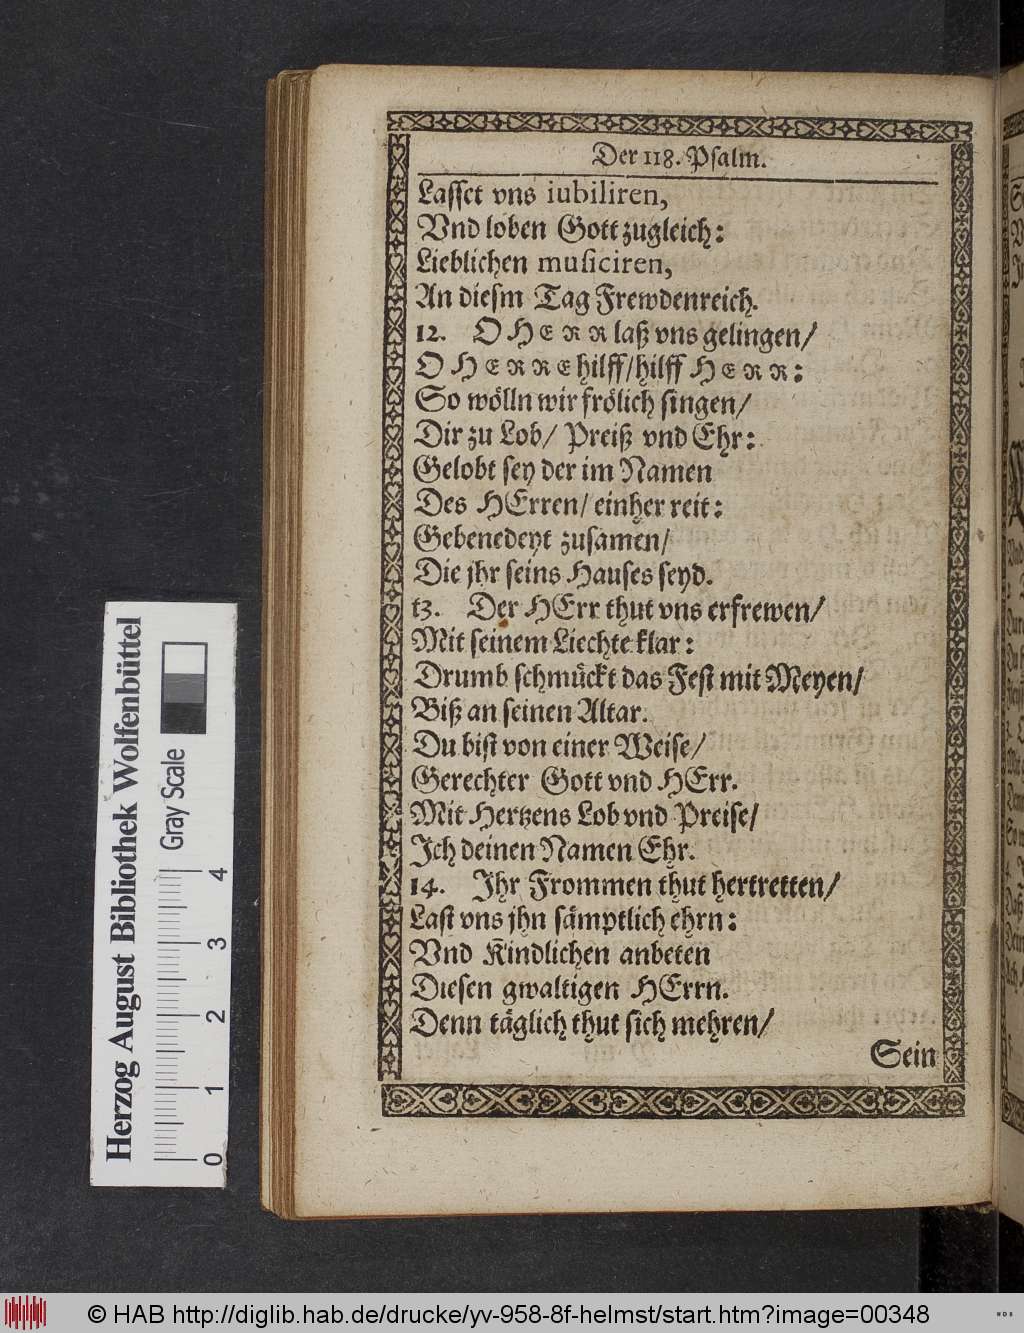 Der 118. Psalm.
Lasset vns iubiliren,
Vnd loben Gott zugleich:
Lieblichen musiciren,
An diesm Tag Frewdenreich.
12. O HERR laß vns gelingen/
O HERRE hilff/hilff HERR:
So wölln wir frölich singen/
Dir zu Lob/ Preiß vnd Ehr:
Gelobt sey der im Namen
Des HErren/ einher reit:
Gebenedeyt zusamen/
Die jhr seins Hauses seyd.
13. Der HErr thut vns erfrewen/
Mit seinem Liechte klar:
Drumb schmückt das Fest mit Meyen/
Biß an seinen Altar.
Du bist von einer Weise/
Gerechter Gott vnd HErr.
Mit Hertzens Lob vnd Preise/
Ich deinen Namen Ehr.
14. Ihr Frommen thut hertretten/
Last vns jhn sämptlich ehrn:
Vnd Kindlichen anbeten
Diesen gwaltigen HErrn.
Denn täglich thut sich mehren/
Sein
Herzog August Bibliothek Wolfenbüttel
Gray Scale
0 1 2 3 4
© HAB http://diglib.hab.de/drucke/yv-958-8f-helmst/start.htm?image=00348